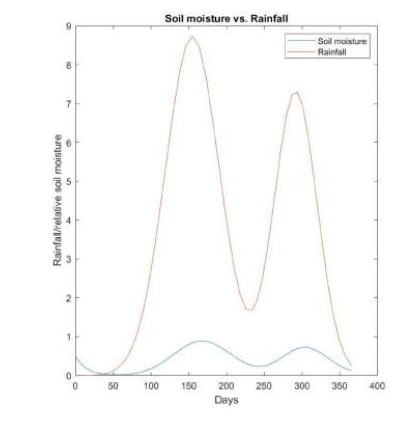 Soil moisture vs. Rainfall
Soil moisture
Rainfall
Rainfall/relative soil moisture
9
8
7
6
5
4
3
2
1
0
0 50 100 150 200 250 300 350 400
Days